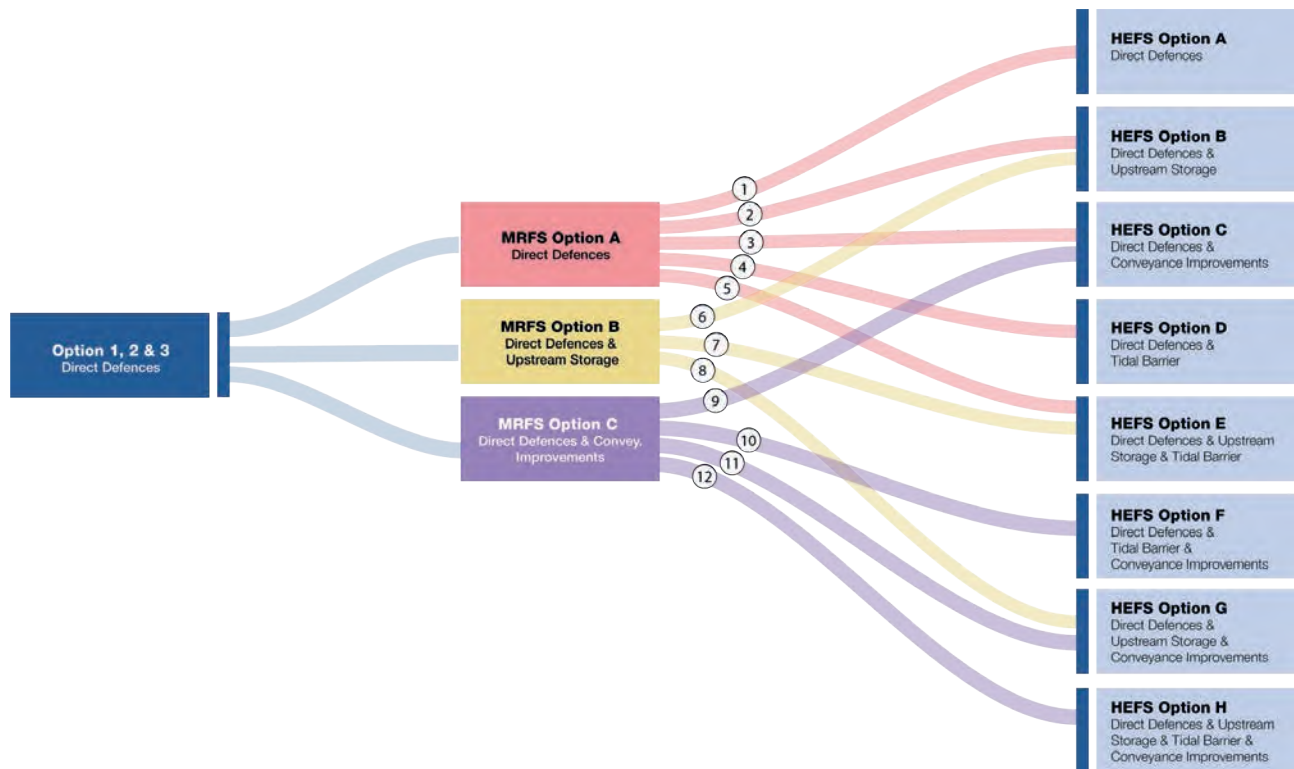 Option 1, 2 & 3
Direct Defences
MRFS Option A
Direct Defences
MRFS Option B
Direct Defences &
Upstream Storage
MRFS Option C
Direct Defences & Convey.
Improvements
1
2
3
4
5
6
7
8
9
10
11
12
HEFS Option A
Direct Defences
HEFS Option B
Direct Defences &
Upstream Storage
HEFS Option C
Direct Defences &
Conveyance Improvements
HEFS Option D
Direct Defences &
Tidal Barrier
HEFS Option E
Direct Defences & Upstream
Storage & Tidal Barrier
HEFS Option F
Direct Defences &
Tidal Barrier &
Conveyance Improvements
HEFS Option G
Direct Defences &
Upstream Storage &
Conveyance Improvements
HEFS Option H
Direct Defences & Upstream
Storage & Tidal Barrier &
Conveyance Improvements